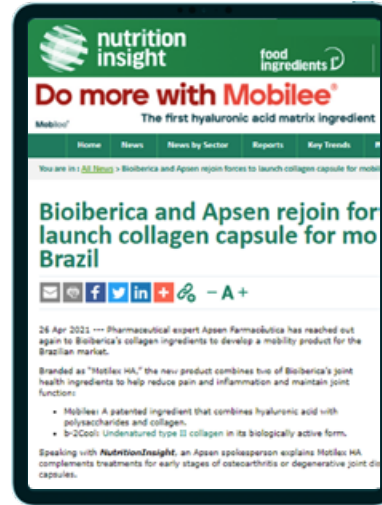 nutrition
insight
food
ingredients
Do more with Mobilee®
Mobilee®
The first hyaluronic acid matrix ingredient
Home News News by Sector Reports Key Trends
You are in: All News > Bioiberica and Apsen rejoin forces to launch collagen capsule for mobil
Bioiberica and Apsen rejoin for
launch collagen capsule for mo
Brazil
- A +
26 Apr 2021 --- Pharmaceutical expert Apsen Farmacêutica has reached out
again to Bioiberica's collagen ingredients to develop a mobility product for the
Brazilian market.
Branded as "Motilex HA," the new product combines two of Bioiberica's joint
health ingredients to help reduce pain and inflammation and maintain joint
function:
• Mobilee: A patented ingredient that combines hyaluronic acid with
polysaccharides and collagen.
• b-2Cool: Undenatured type II collagen in its biologically active form.
Speaking with NutritionInsight, an Apsen spokesperson explains Motilex HA
complements treatments for early stages of osteoarthritis or degenerative joint dis
capsules.